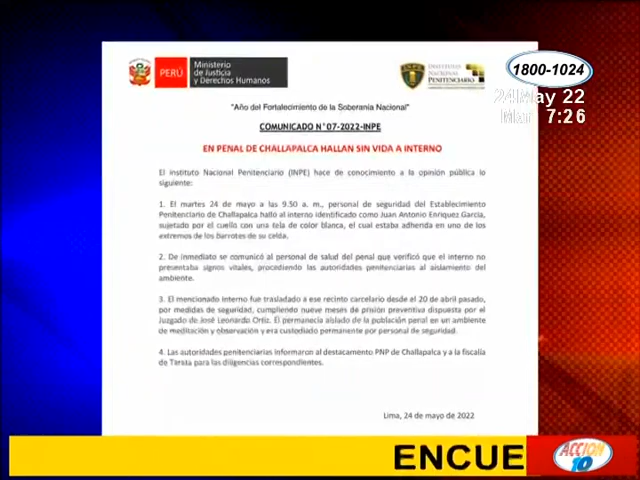 PERÚ
Ministerio
de Justicia
y Derechos Humanos
INSTITUTO
NACIONAL
PENITENCIARIO
1800-1024
24May 22
Mar 7:26
"Año del Fortalecimiento de la Soberanía Nacional"
COMUNICADO N°07-2022-INPE
EN PENAL DE CHALLAPALCA HALLAN SIN VIDA A INTERNO
El Instituto Nacional Penitenciario (INPE) hace de conocimiento a la opinión pública lo
siguiente:
1. El martes 24 de mayo a las 9.50 a. m., personal de seguridad del Establecimiento
Penitenciario de Challapalca halló al interno identificado como Juan Antonio Enriquez García,
sujetado por el cuello con una tela de color blanca, el cual estaba adherida en uno de los
extremos de los barrotes de su celda.
2. De inmediato se comunicó al personal de salud del penal que verificó que el interno no
presentaba signos vitales, procediendo las autoridades penitenciarias al aislamiento del
ambiente.
3. El mencionado interno fue trasladado a ese recinto carcelario desde el 20 de abril pasado,
por medidas de seguridad, cumpliendo nueve meses de prisión preventiva dispuesta por el
Juzgado de José Leonardo Ortiz. El permanecía aislado de la población penal en un ambiente
de meditación y observación y era custodiado permanente por personal de seguridad.
4. Las autoridades penitenciarias informaron al destacamento PNP de Challapalca y a la fiscalía
de Tarata para las diligencias correspondientes.
Lima, 24 de mayo de 2022
ENCUE
ACCION
10